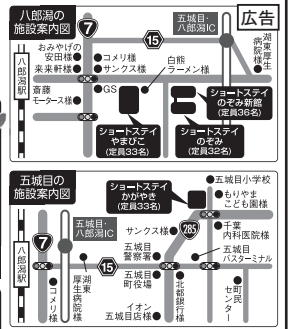 広告
八郎潟の
施設案内図
7
15
五城目・
八郎潟IC
湖東厚生
病院様
おみやげの
安田様
来来軒様
斎藤
モータース様
八郎潟駅
コメリ様
サンクス様
GS
白熊
ラーメン様
ショートステイ
やまびこ
(定員33名)
ショートステイ
のぞみ新館
(定員36名)
ショートステイ
のぞみ
(定員32名)
五城目の
施設案内図
ショートステイ
かがやき
(定員33名)
五城目小学校
もりやま
こども園様
千葉
内科医院様
五城目
バスターミナル
7
五城目・
八郎潟IC
サンクス様
285
五城目
警察署
15
五城目
町役場
八郎潟駅
コメリ様
湖東
厚生病院様
イオン
五城目店様
北都銀行様
町民
センター